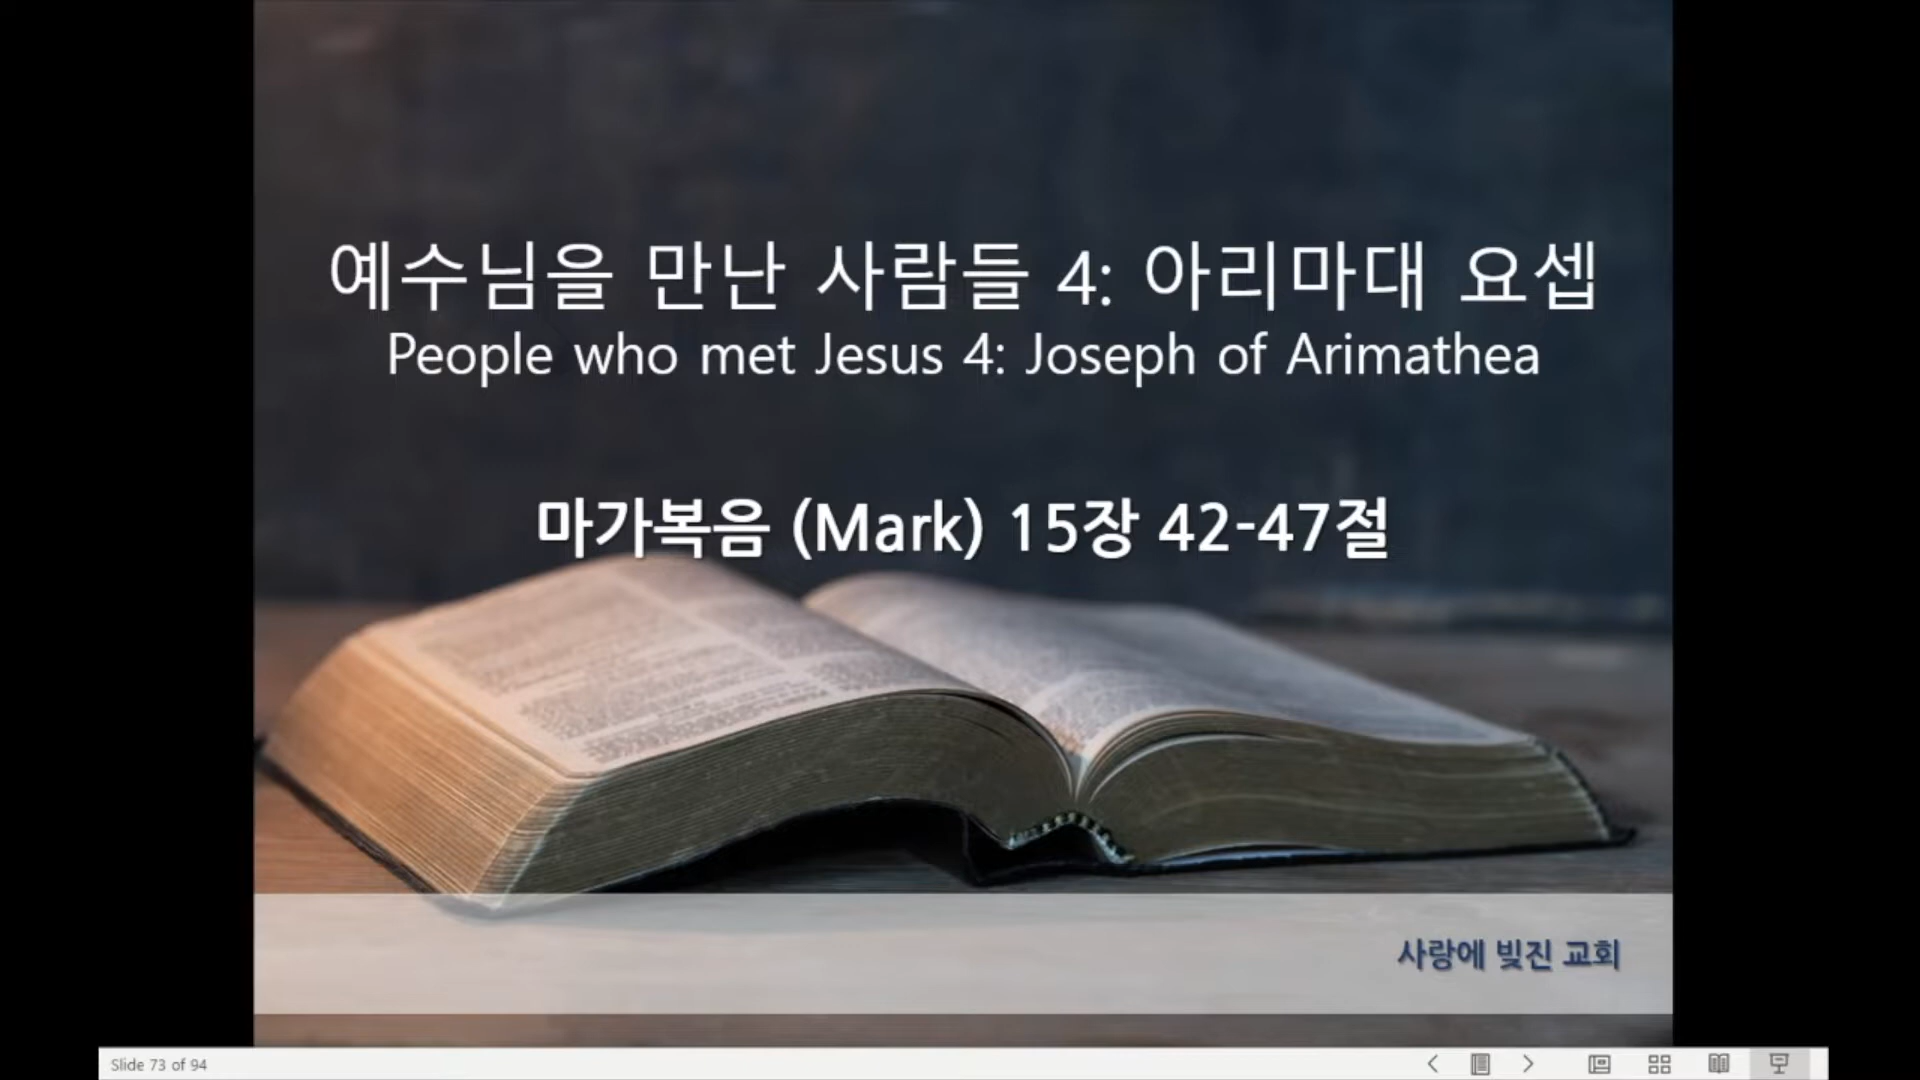 예수님을 만난 사람들 4: 아리마대 요셉
People who met Jesus 4: Joseph of Arimathea
마가복음 (Mark) 15장 42-47절
사랑에 빚진 교회
Slide 73 of 94